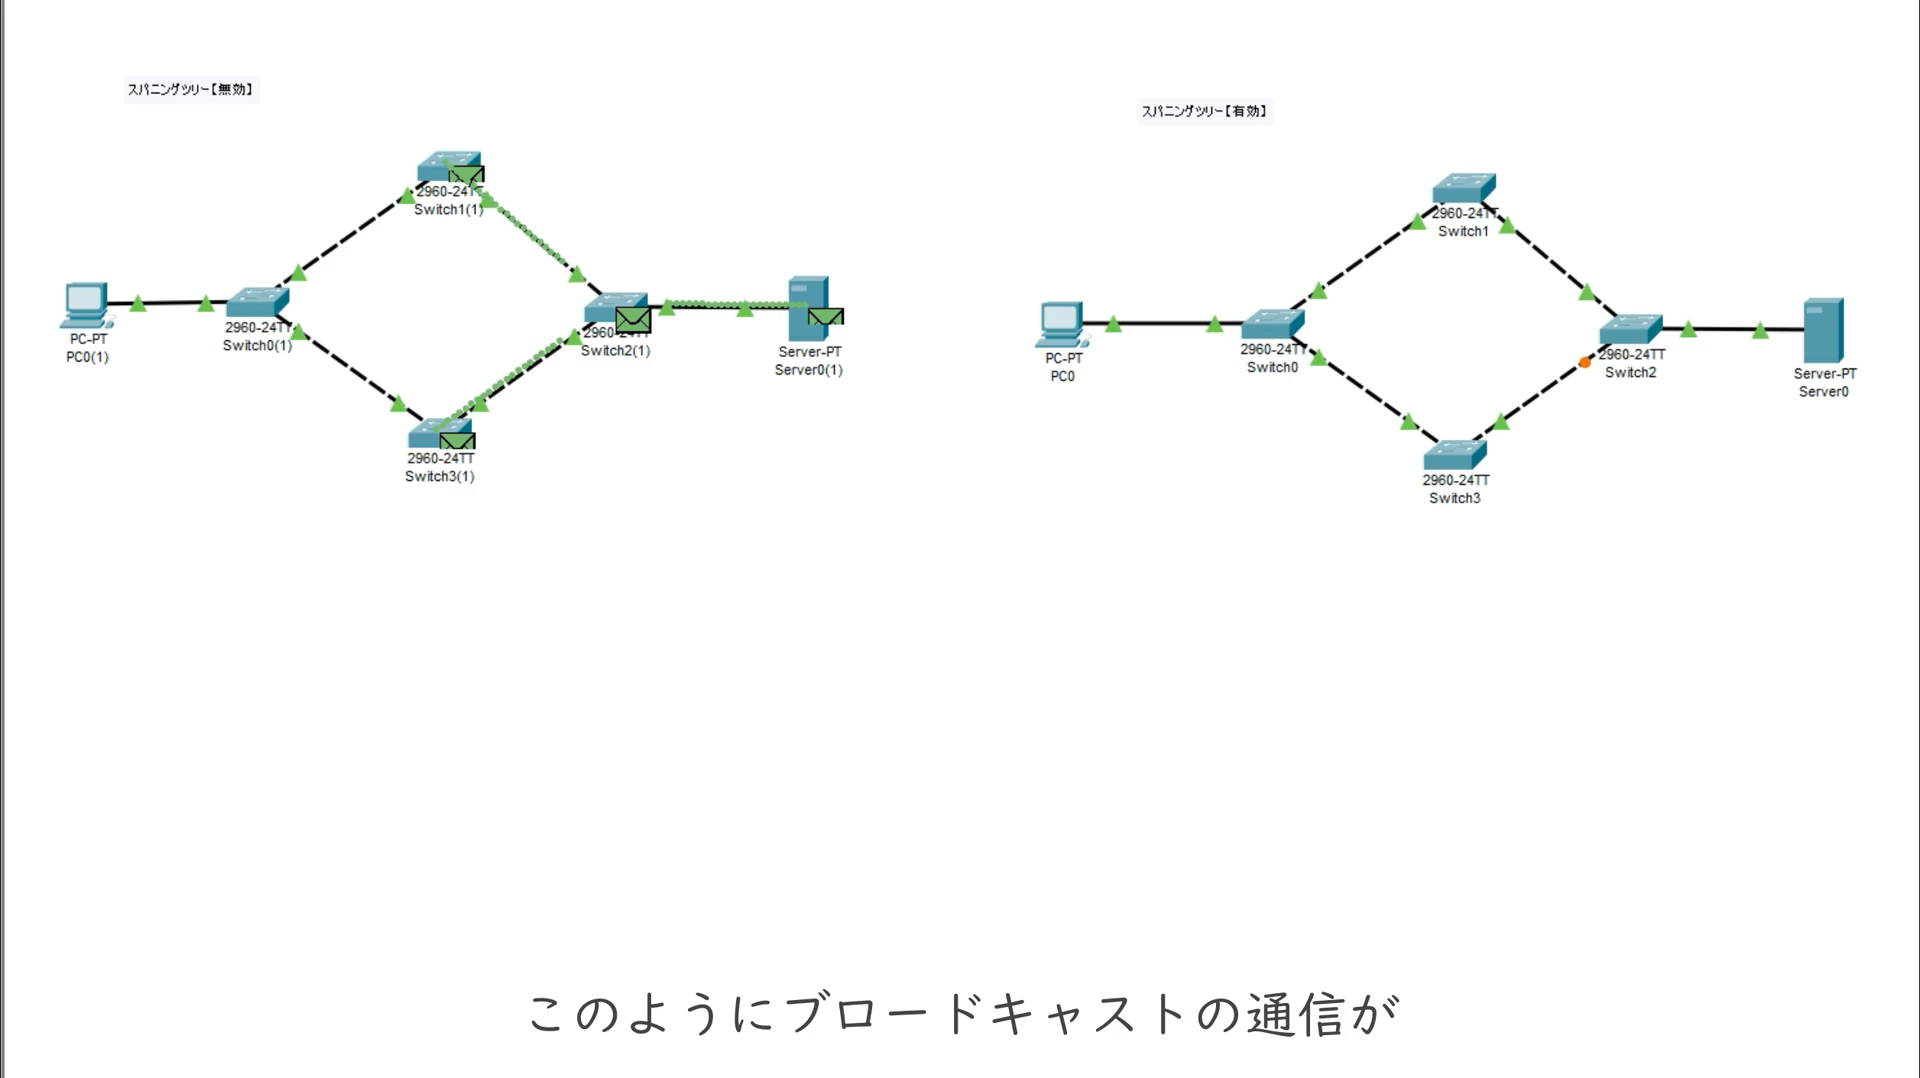 スパニングツリー【無効】
2960-24TT
Switch1(1)
PC-PT
PC0(1)
2960-24TT
Switch0(1)
2960-24TT
Switch2(1)
Server-PT
Server0(1)
2960-24TT
Switch3(1)
スパニングツリー【有効】
2960-24TT
Switch1
PC-PT
PC0
2960-24TT
Switch0
2960-24TT
Switch2
Server-PT
Server0
2960-24TT
Switch3
このようにブロードキャストの通信が